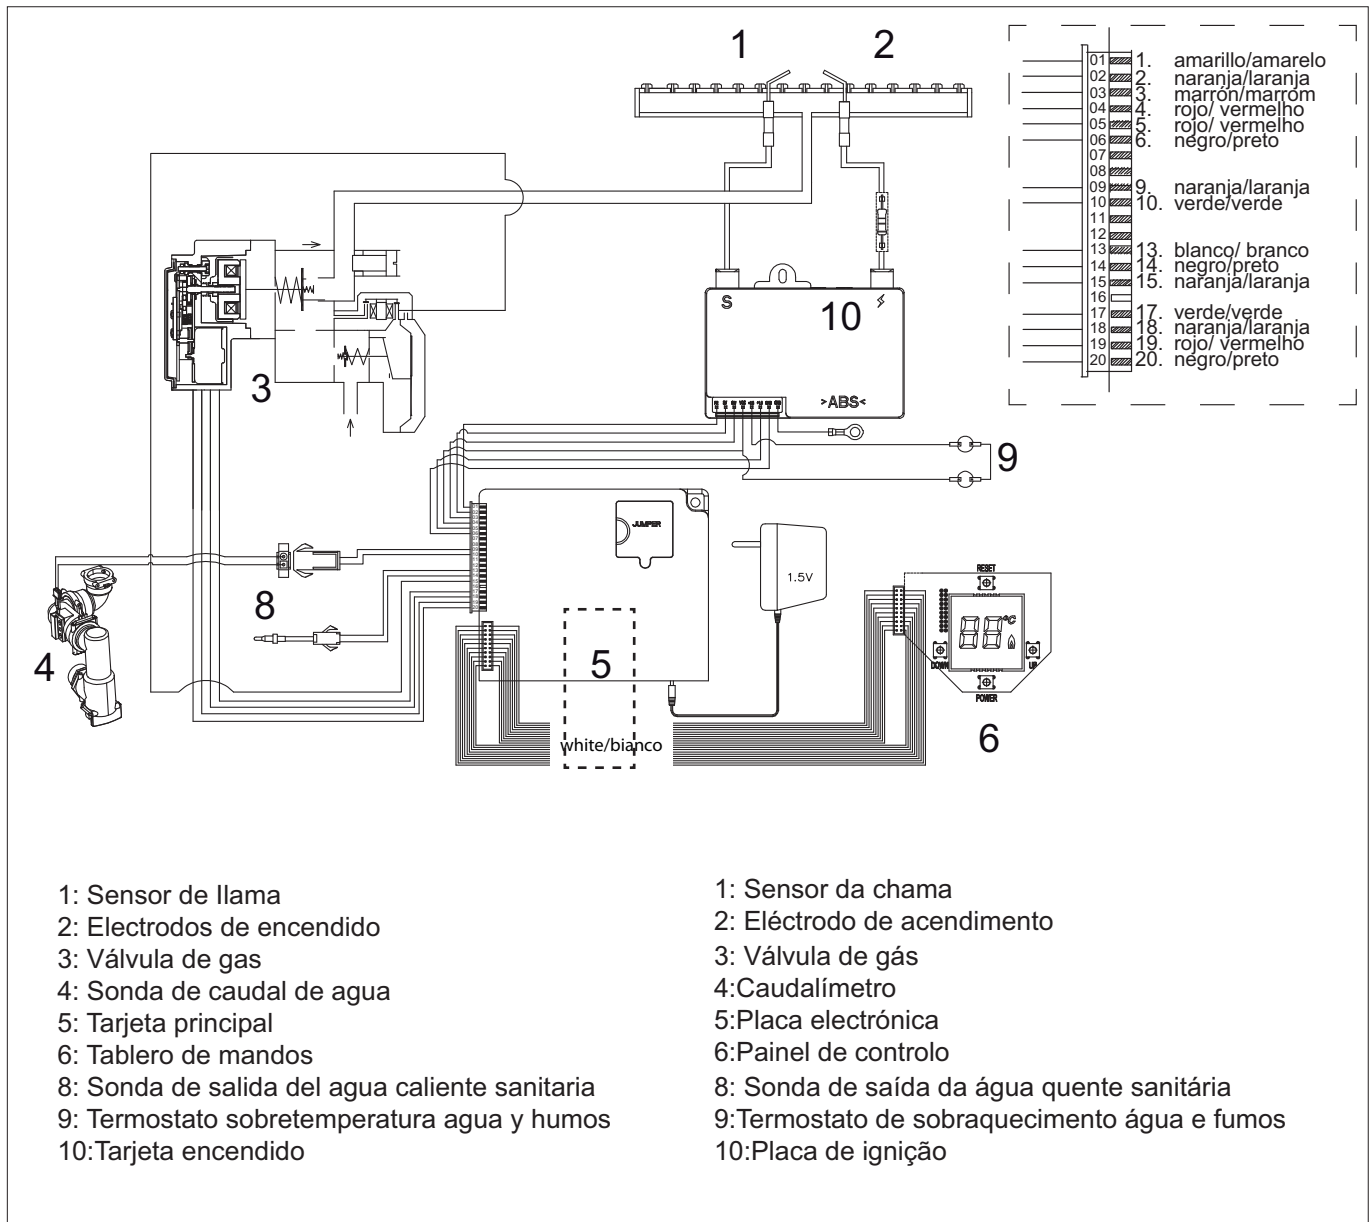 1
2
01 1. amarillo/amarelo
02 2. naranja/laranja
03 3. marrón/marrom
04 4. rojo/ vermelho
05 5. rojo/ vermelho
06 6. negro/preto
07
08
09 9. naranja/laranja
10 10. verde/verde
11
12
13 13. blanco/ branco
14 14. negro/preto
15 15. naranja/laranja
16
17 17. verde/verde
18 18. naranja/laranja
19 19. rojo/ vermelho
20 20. negro/preto
S
10
3
>ABS<
9
JUMPER
1.5V
RESET
°C
DOWN
UP
POWER
8
4
5
6
white/bianco
1: Sensor de llama
2: Electrodos de encendido
3: Válvula de gas
4: Sonda de caudal de agua
5: Tarjeta principal
6: Tablero de mandos
8: Sonda de salida del agua caliente sanitaria
9: Termostato sobretemperatura agua y humos
10:Tarjeta encendido
1: Sensor da chama
2: Eléctrodo de acendimento
3: Válvula de gás
4:Caudalímetro
5:Placa electrónica
6:Painel de controlo
8: Sonda de saída da água quente sanitária
9:Termostato de sobraquecimento água e fumos
10:Placa de ignição